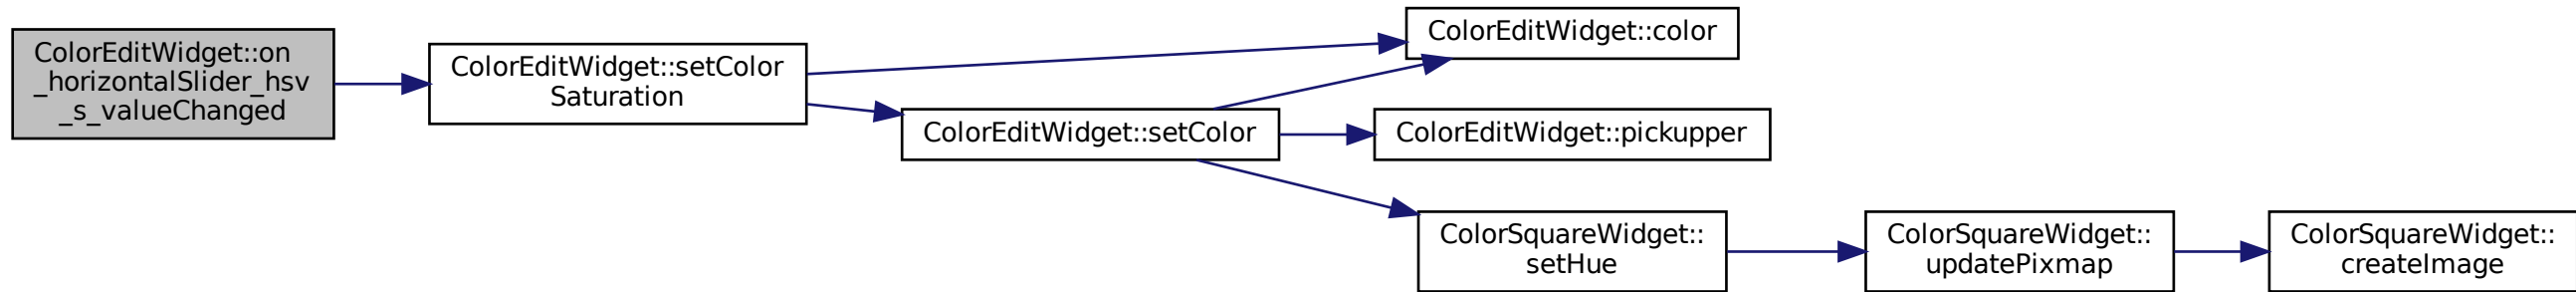 ColorEditWidget::on
_horizontalSlider_hsv
_s_valueChanged
ColorEditWidget::setColor
Saturation
ColorEditWidget::color
ColorEditWidget::setColor
ColorEditWidget::pickupper
ColorSquareWidget::
setHue
ColorSquareWidget::
updatePixmap
ColorSquareWidget::
createImage